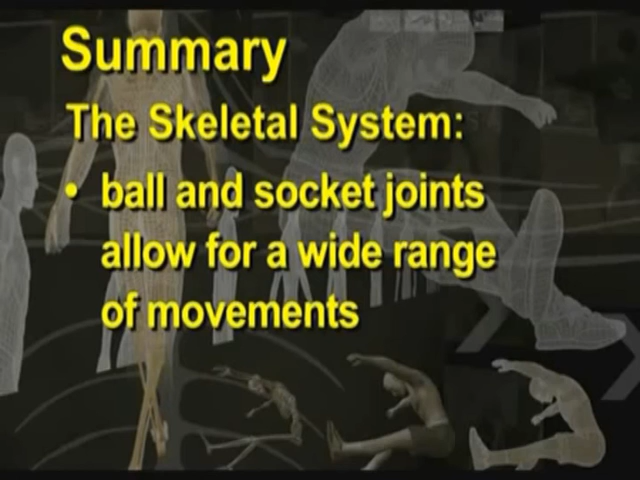 Summary
The Skeletal System:
• ball and socket joints
allow for a wide range
of movements